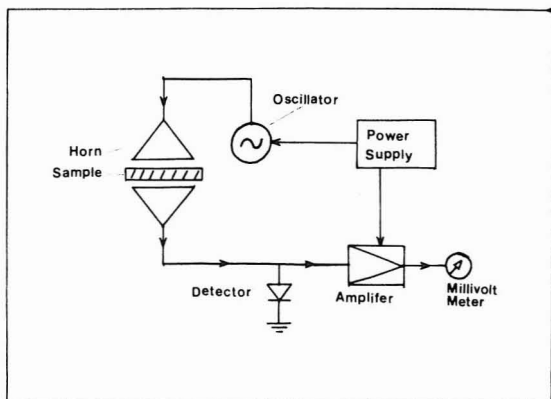 Oscillator
Power
Supply
Horn
Sample
Detector
Amplifer
Millivolt
Meter